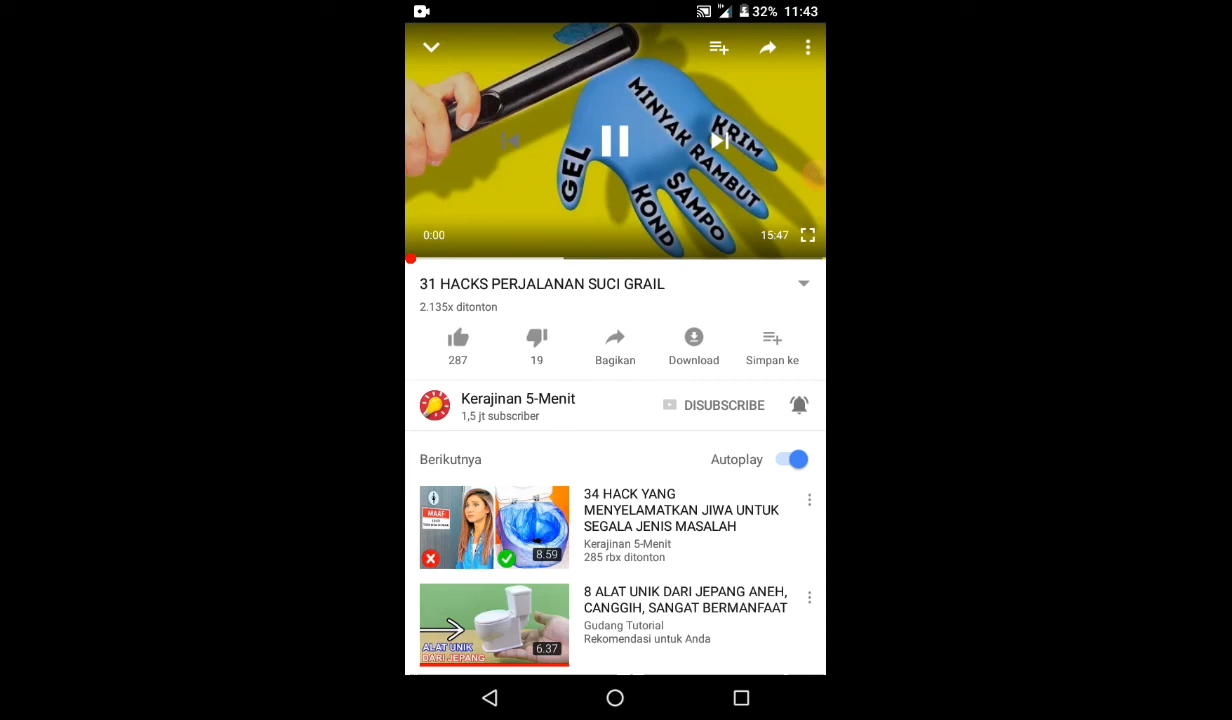 32% 11:43
MINYAK RAMBUT
KRIM
GEL
SAMPO
KOND
0:00
15:47
31 HACKS PERJALANAN SUCI GRAIL
2.135x ditonton
287
19
Bagikan
Download
Simpan ke
Kerajinan 5-Menit
1,5 jt subscriber
DISUBSCRIBE
Berikutnya
Autoplay
MAAF
8.59
34 HACK YANG
MENYELAMATKAN JIWA UNTUK
SEGALA JENIS MASALAH
Kerajinan 5-Menit
285 rbx ditonton
ALAT UNIK
DARI JEPANG
6.37
8 ALAT UNIK DARI JEPANG ANEH,
CANGGIH, SANGAT BERMANFAAT
Gudang Tutorial
Rekomendasi untuk Anda